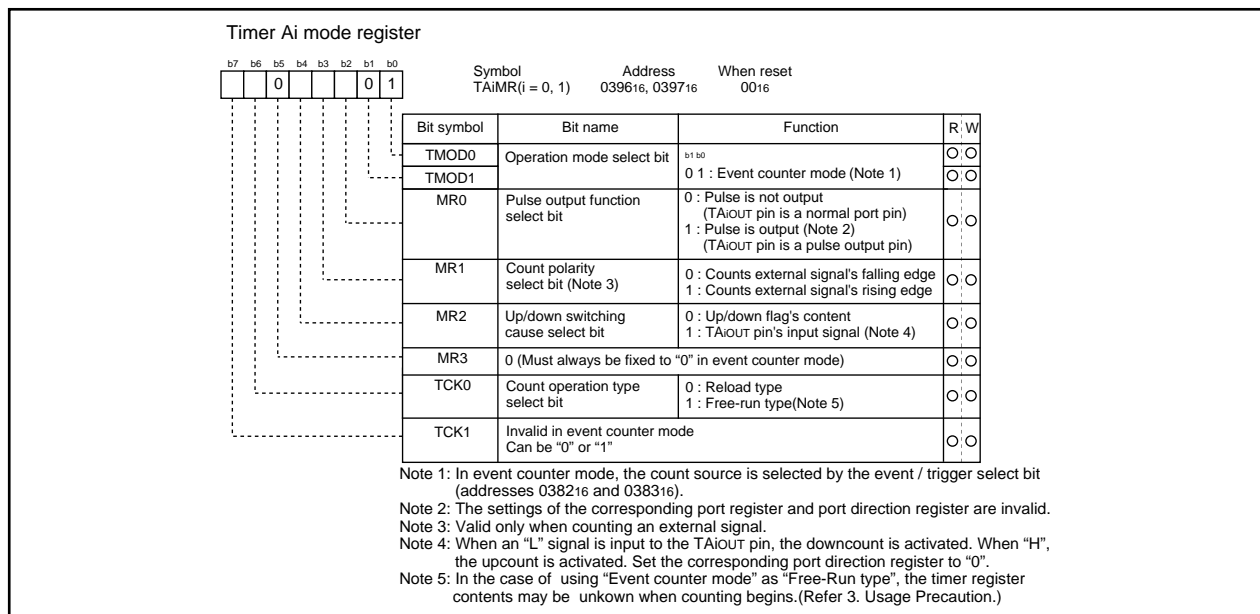 Timer Ai mode register
b7 b6 b5 b4 b3 b2 b1 b0
0 0 1
Symbol Address When reset
TAiMR(i = 0, 1) 039616, 039716 0016
Bit symbol Bit name Function R W
TMOD0 Operation mode select bit b1 b0
TMOD1 0 1 : Event counter mode (Note 1)
MR0 Pulse output function 0 : Pulse is not output
select bit (TAiOUT pin is a normal port pin)
1 : Pulse is output (Note 2)
(TAiOUT pin is a pulse output pin)
MR1 Count polarity 0 : Counts external signal's falling edge
select bit (Note 3) 1 : Counts external signal's rising edge
MR2 Up/down switching 0 : Up/down flag's content
cause select bit 1 : TAiOUT pin's input signal (Note 4)
MR3 0 (Must always be fixed to “0” in event counter mode)
TCK0 Count operation type 0 : Reload type
select bit 1 : Free-run type(Note 5)
TCK1 Invalid in event counter mode
Can be “0” or “1”
Note 1: In event counter mode, the count source is selected by the event / trigger select bit
(addresses 038216 and 038316).
Note 2: The settings of the corresponding port register and port direction register are invalid.
Note 3: Valid only when counting an external signal.
Note 4: When an “L” signal is input to the TAiOUT pin, the downcount is activated. When “H”,
the upcount is activated. Set the corresponding port direction register to “0”.
Note 5: In the case of using “Event counter mode” as “Free-Run type”, the timer register
contents may be unkown when counting begins.(Refer 3. Usage Precaution.)